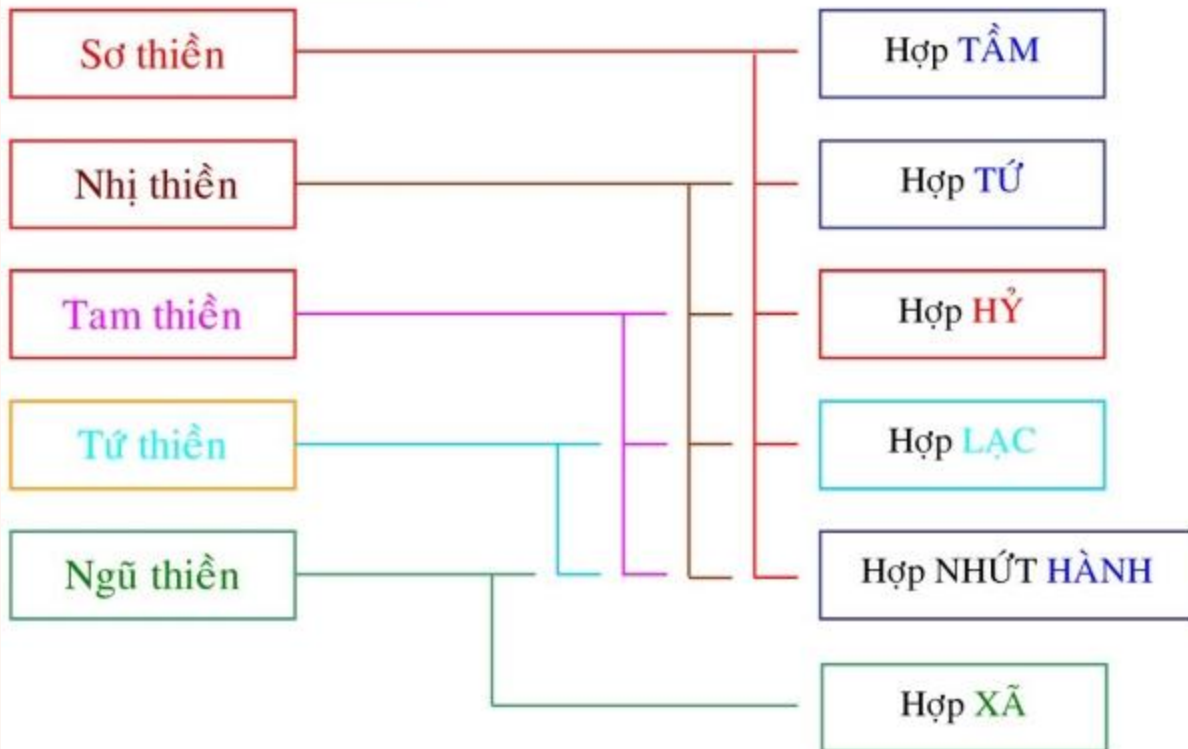 Sơ thiền
Hợp TẦM
Nhị thiền
Hợp TỨ
Tam thiền
Hợp HỶ
Tứ thiền
Hợp LẠC
Ngũ thiền
Hợp NHỨT HÀNH
Hợp XÃ